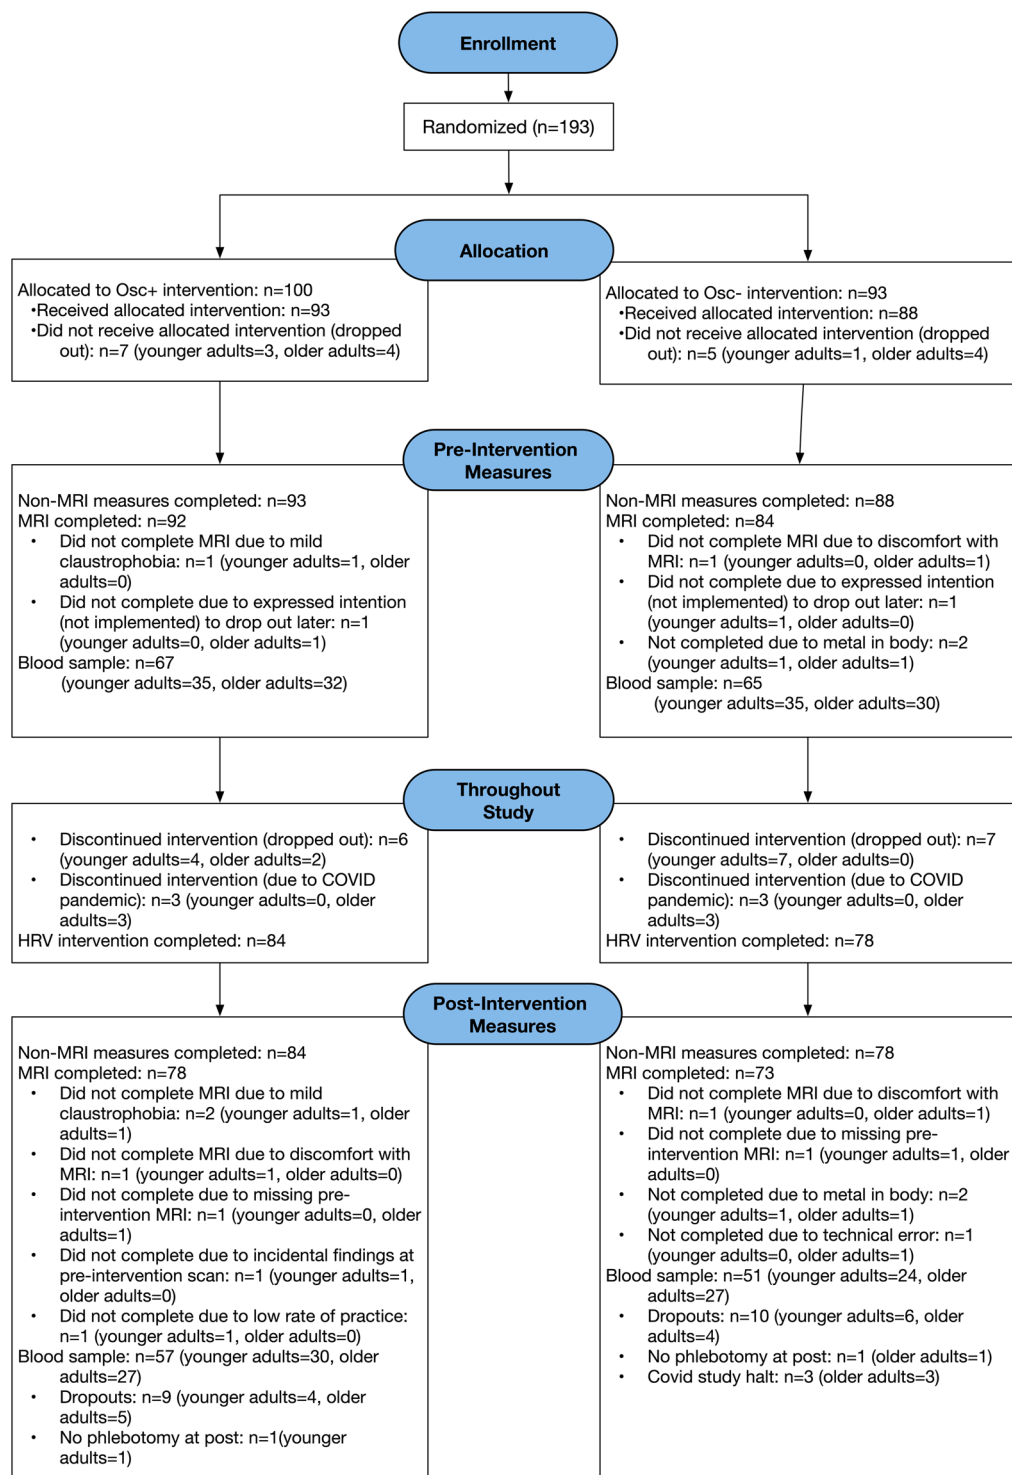 Enrollment
Randomized (n=193)
Allocation
Allocated to Osc+ intervention: n=100
•Received allocated intervention: n=93
•Did not receive allocated intervention (dropped
out): n=7 (younger adults=3, older adults=4)
Allocated to Osc- intervention: n=93
•Received allocated intervention: n=88
•Did not receive allocated intervention (dropped
out): n=5 (younger adults=1, older adults=4)
Pre-Intervention
Measures
Non-MRI measures completed: n=93
MRI completed: n=92
• Did not complete MRI due to mild
claustrophobia: n=1 (younger adults=1, older
adults=0)
• Did not complete due to expressed intention
(not implemented) to drop out later: n=1
(younger adults=0, older adults=1)
Blood sample: n=67
(younger adults=35, older adults=32)
Non-MRI measures completed: n=88
MRI completed: n=84
• Did not complete MRI due to discomfort with
MRI: n=1 (younger adults=0, older adults=1)
• Did not complete due to expressed intention
(not implemented) to drop out later: n=1
(younger adults=1, older adults=0)
• Not completed due to metal in body: n=2
(younger adults=1, older adults=1)
Blood sample: n=65
(younger adults=35, older adults=30)
Throughout
Study
• Discontinued intervention (dropped out): n=6
(younger adults=4, older adults=2)
• Discontinued intervention (due to COVID
pandemic): n=3 (younger adults=0, older
adults=3)
HRV intervention completed: n=84
• Discontinued intervention (dropped out): n=7
(younger adults=7, older adults=0)
• Discontinued intervention (due to COVID
pandemic): n=3 (younger adults=0, older
adults=3)
HRV intervention completed: n=78
Post-Intervention
Measures
Non-MRI measures completed: n=84
MRI completed: n=78
• Did not complete MRI due to mild
claustrophobia: n=2 (younger adults=1, older
adults=1)
• Did not complete MRI due to discomfort with
MRI: n=1 (younger adults=1, older adults=0)
• Did not complete due to missing pre-
intervention MRI: n=1 (younger adults=0, older
adults=1)
• Did not complete due to incidental findings at
pre-intervention scan: n=1 (younger adults=1,
older adults=0)
• Did not complete due to low rate of practice:
n=1 (younger adults=1, older adults=0)
Blood sample: n=57 (younger adults=30, older
adults=27)
• Dropouts: n=9 (younger adults=4, older
adults=5)
• No phlebotomy at post: n=1(younger
adults=1)
Non-MRI measures completed: n=78
MRI completed: n=73
• Did not complete MRI due to discomfort with
MRI: n=1 (younger adults=0, older adults=1)
• Did not complete due to missing pre-
intervention MRI: n=1 (younger adults=1, older
adults=0)
• Not completed due to metal in body: n=2
(younger adults=1, older adults=1)
• Not completed due to technical error: n=1
(younger adults=0, older adults=1)
Blood sample: n=51 (younger adults=24, older
adults=27)
• Dropouts: n=10 (younger adults=6, older
adults=4)
• No phlebotomy at post: n=1 (older adults=1)
• Covid study halt: n=3 (older adults=3)